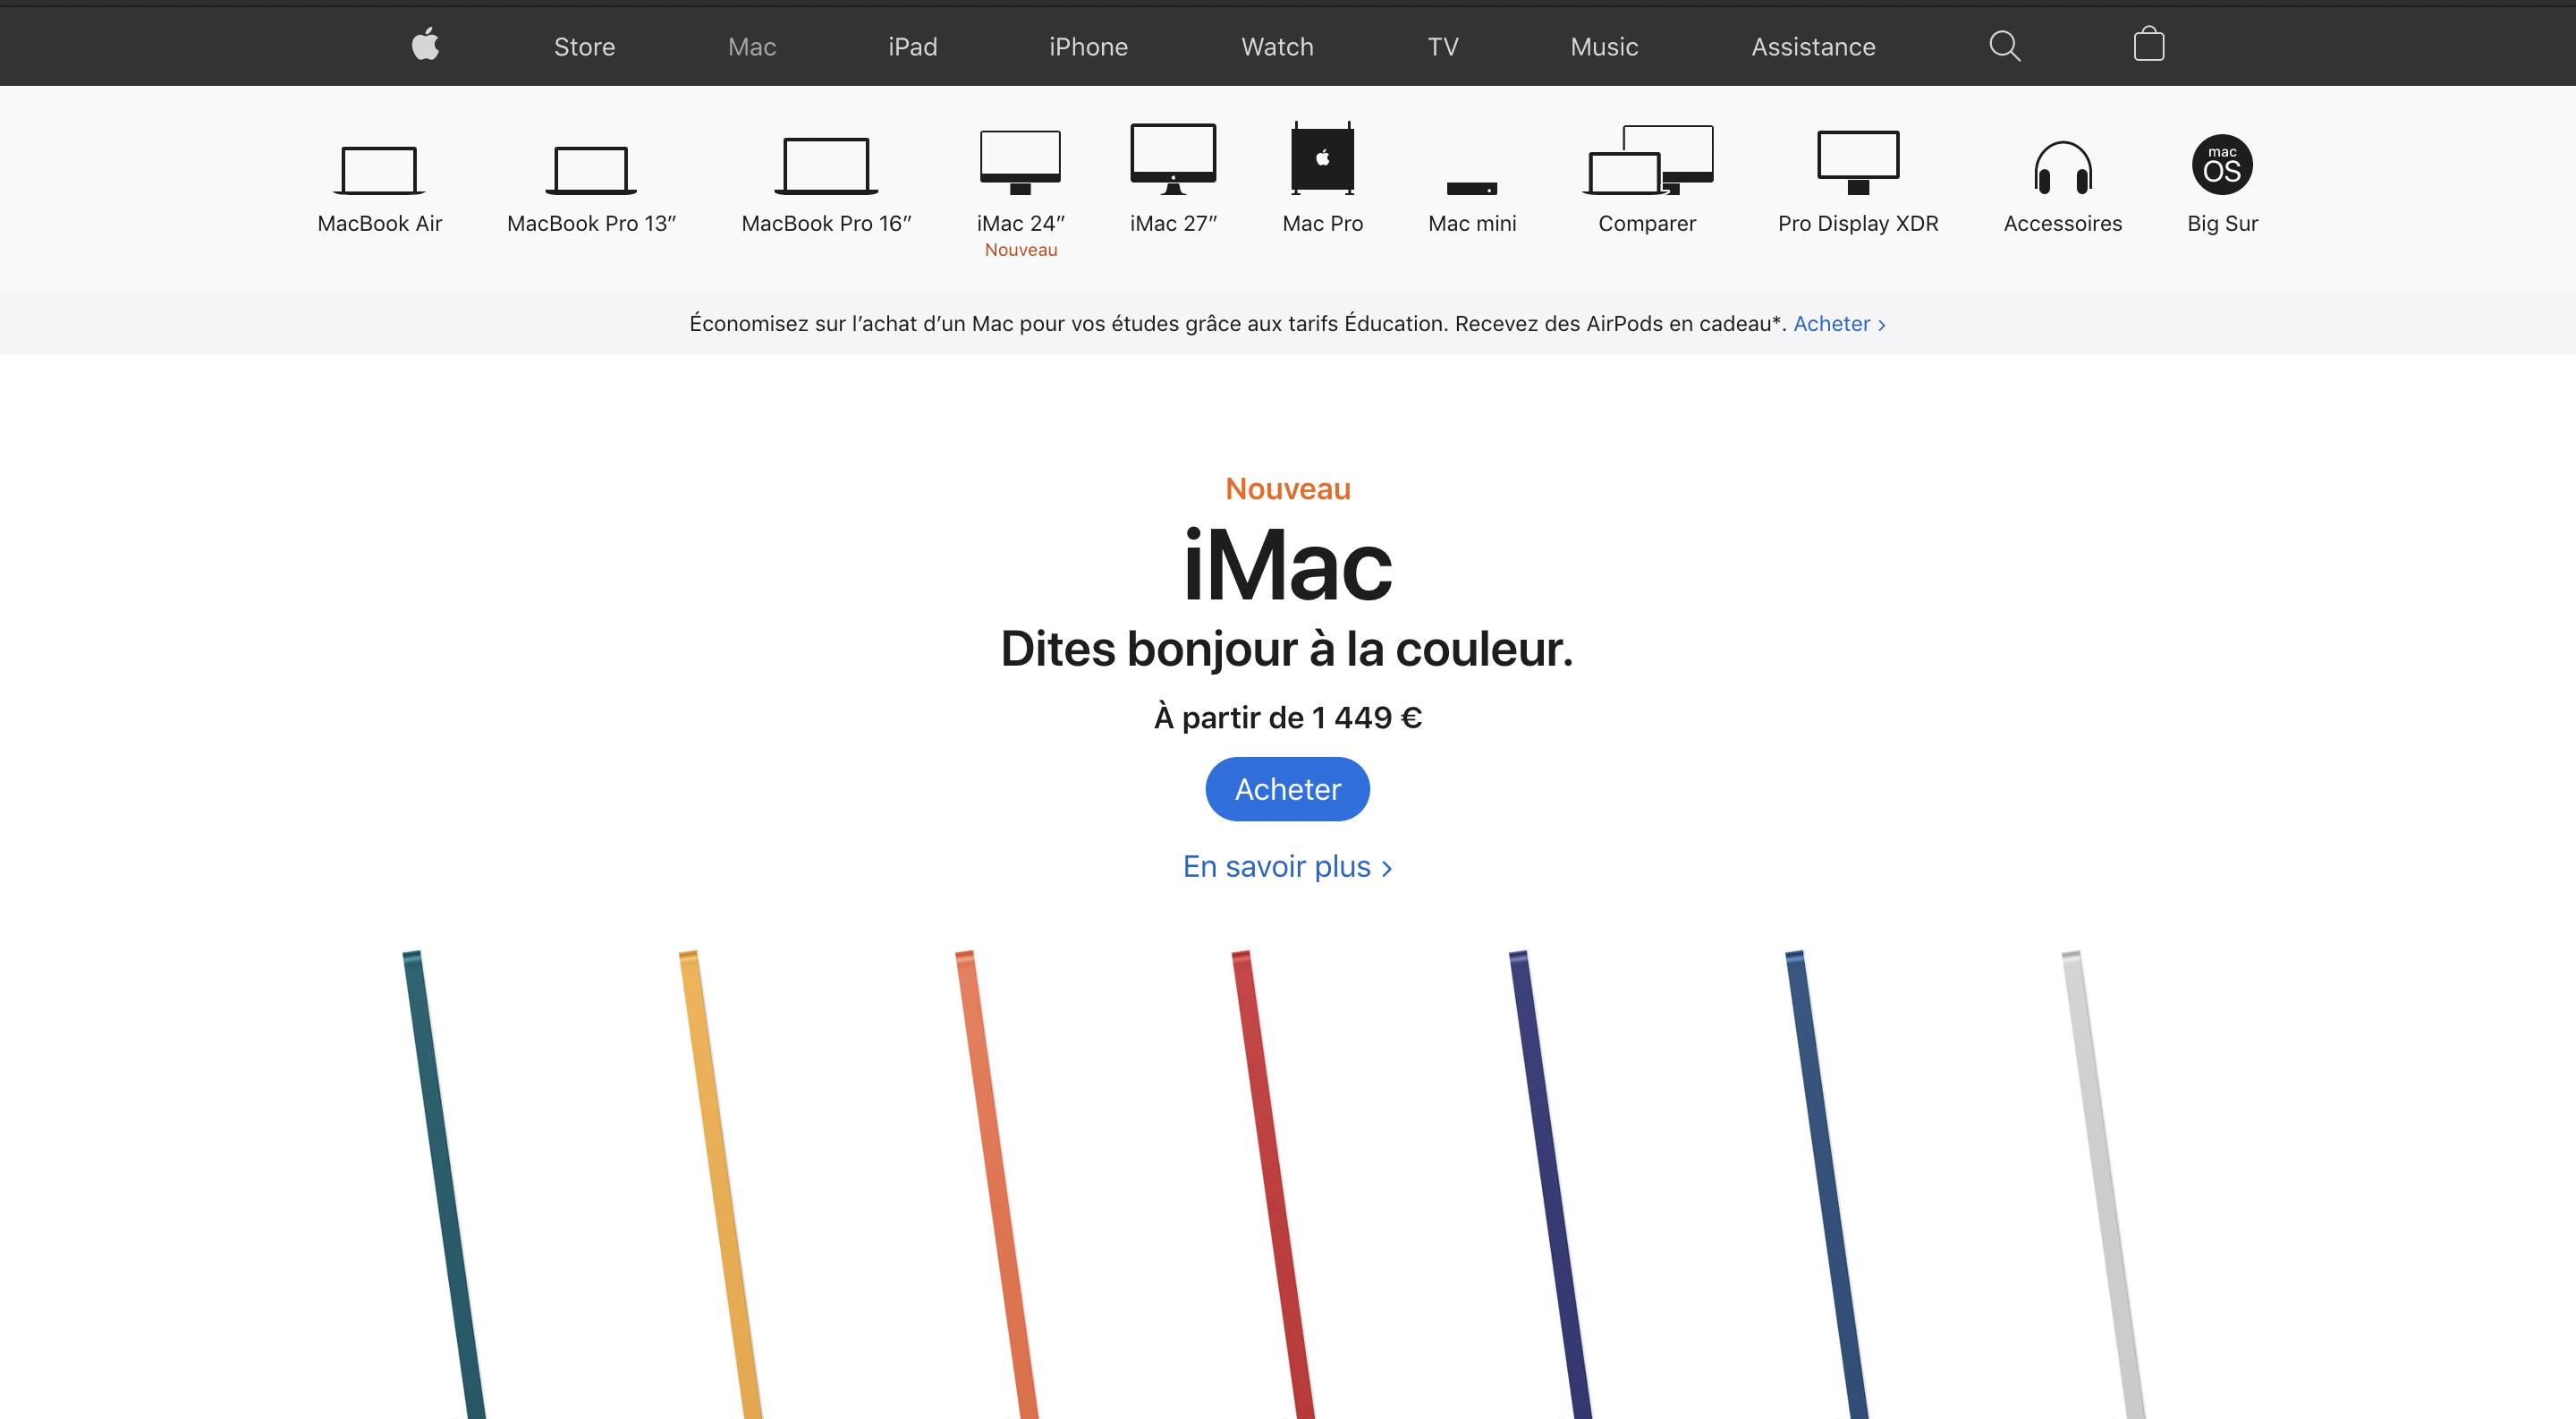 Store Mac iPad iPhone Watch TV Music Assistance
MacBook Air MacBook Pro 13” MacBook Pro 16” iMac 24” iMac 27” Mac Pro Mac mini Comparer Pro Display XDR Accessoires mac OS Big Sur
Nouveau
Économisez sur l’achat d’un Mac pour vos études grâce aux tarifs Éducation. Recevez des AirPods en cadeau*. Acheter ›
Nouveau
iMac
Dites bonjour à la couleur.
À partir de 1 449 €
Acheter
En savoir plus ›